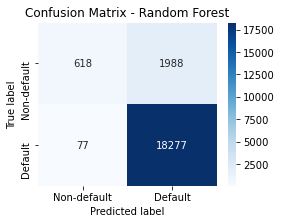 Confusion Matrix - Random Forest
True label
Non-default
Default
618
1988
77
18277
Non-default
Default
Predicted label
17500
15000
12500
10000
7500
5000
2500